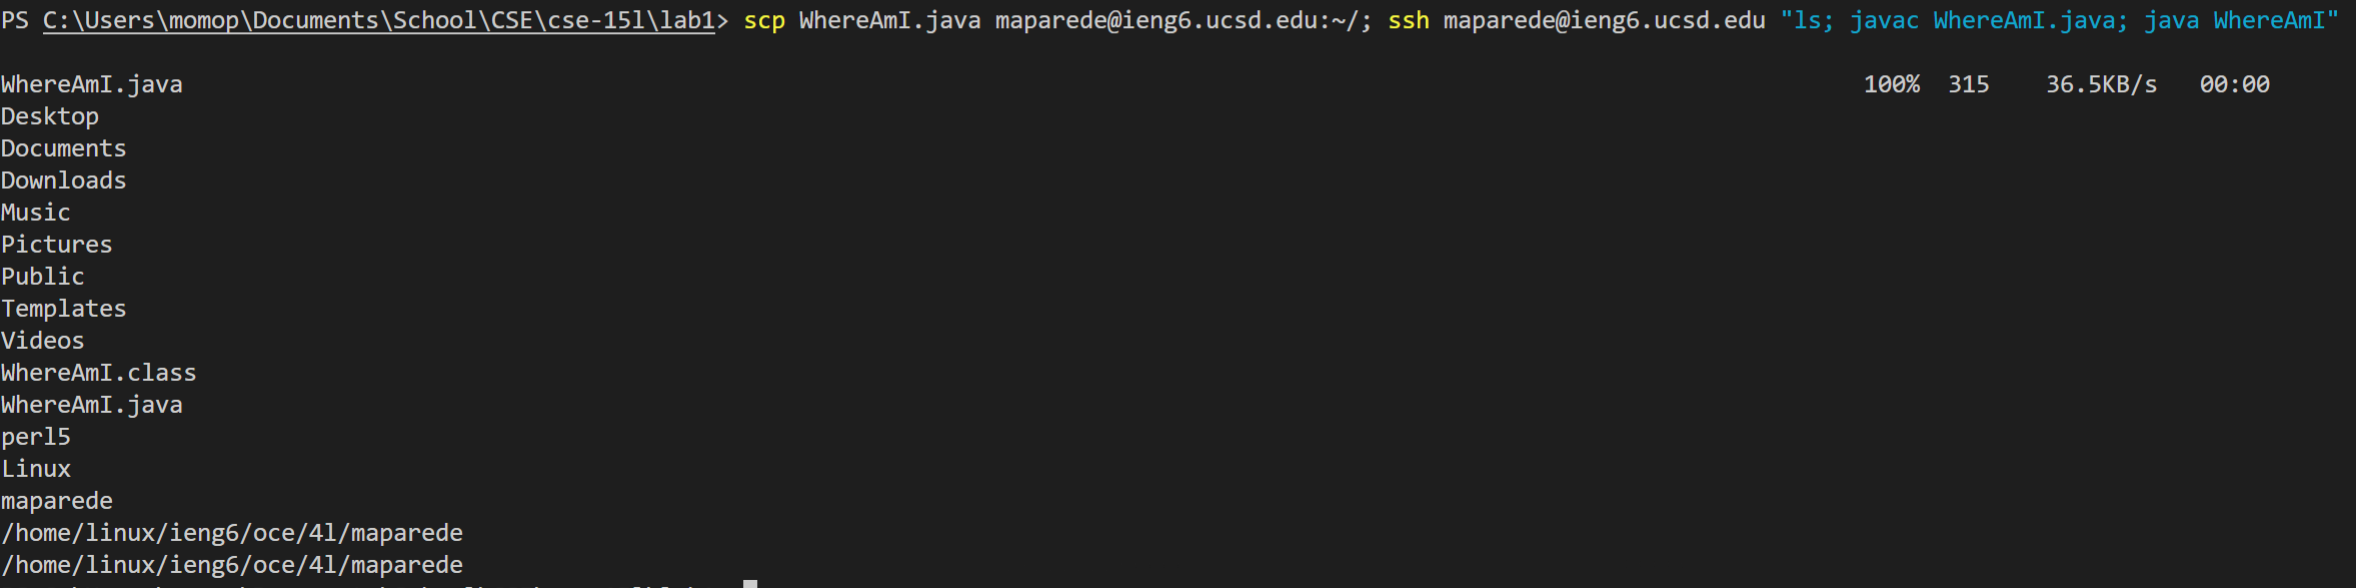 PS C:\Users\momop\Documents\School\CSE\cse-15l\lab1> scp WhereAmI.java maparede@ieng6.ucsd.edu:~/; ssh maparede@ieng6.ucsd.edu "ls; javac WhereAmI.java; java WhereAmI"
WhereAmI.java 100% 315 36.5KB/s 00:00
Desktop
Documents
Downloads
Music
Pictures
Public
Templates
Videos
WhereAmI.class
WhereAmI.java
perl5
Linux
maparede
/home/linux/ieng6/oce/4l/maparede
/home/linux/ieng6/oce/4l/maparede